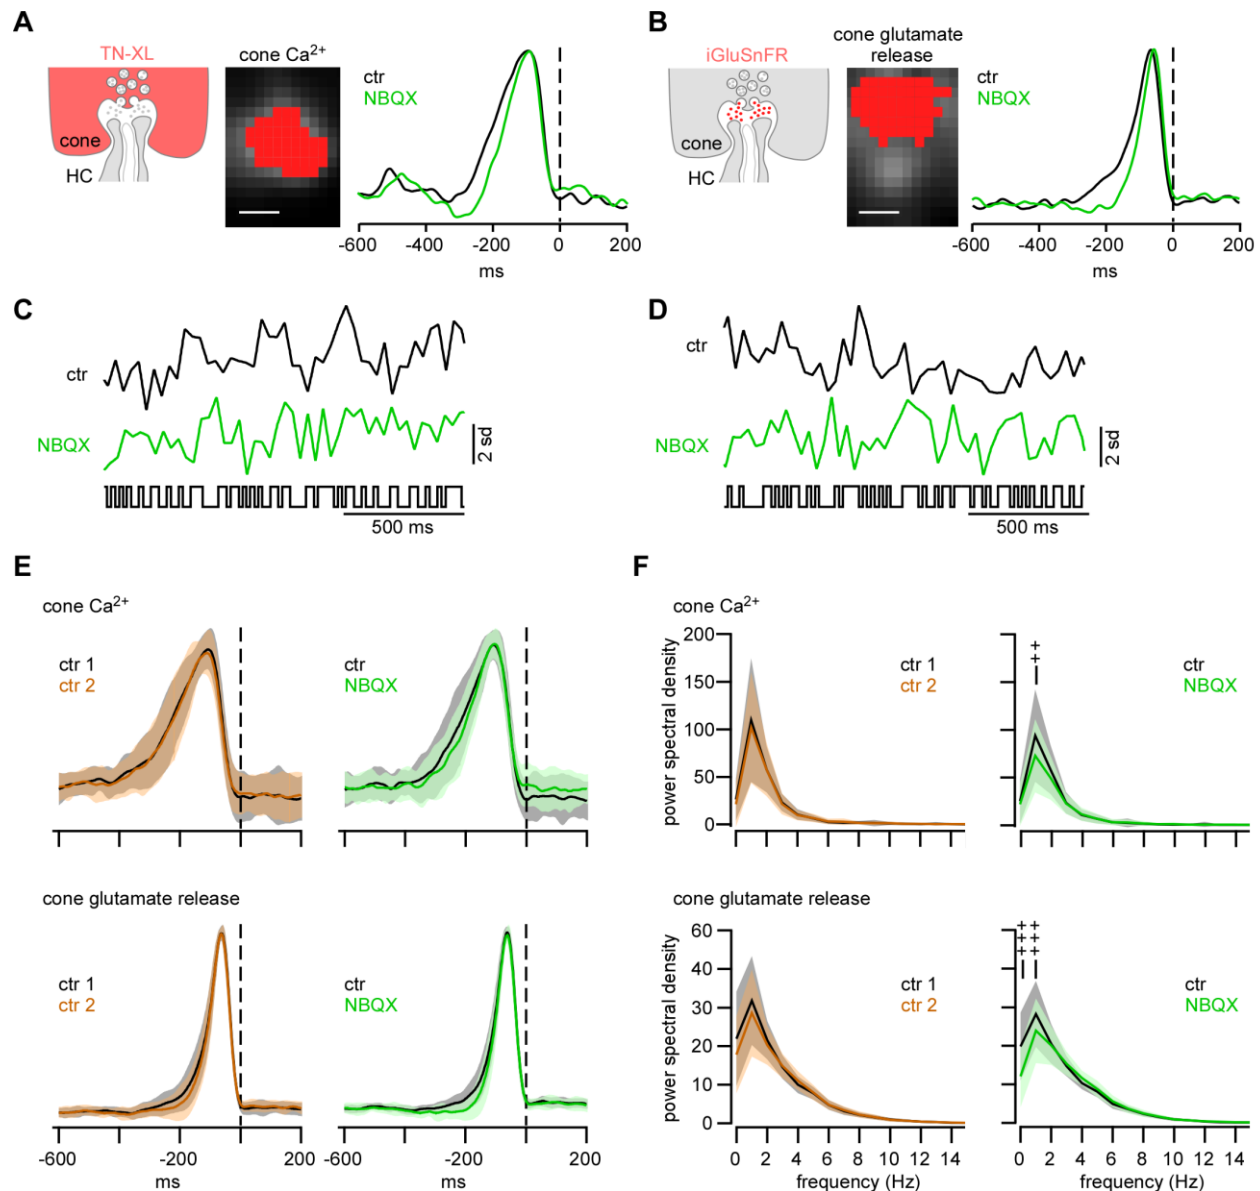 A
TN-XL
cone Ca²⁺
cone
HC
ctr
NBQX
-600 -400 -200 0 200
ms
B
iGluSnFR
cone glutamate
release
cone
HC
ctr
NBQX
-600 -400 -200 0 200
ms
C
ctr
NBQX
2 sd
500 ms
D
ctr
NBQX
2 sd
500 ms
E
cone Ca²⁺
ctr 1
ctr 2
ctr
NBQX
cone glutamate release
ctr 1
ctr 2
ctr
NBQX
-600 -200 200
ms
-600 -200 200
ms
F
cone Ca²⁺
power spectral density
200
150
100
50
0
ctr 1
ctr 2
++
ctr
NBQX
cone glutamate release
power spectral density
60
50
40
30
20
10
0
ctr 1
ctr 2
+++ +++
ctr
NBQX
0 2 4 6 8 10 12 14
frequency (Hz)
0 2 4 6 8 10 12 14
frequency (Hz)